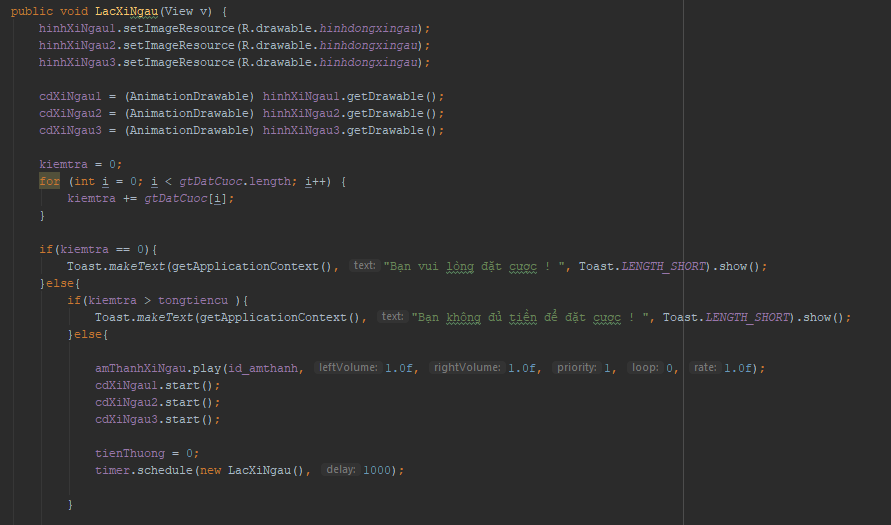 public void LacXiNgau(View v) {
hinhXiNgau1.setImageResource(R.drawable.hinhdongxingau);
hinhXiNgau2.setImageResource(R.drawable.hinhdongxingau);
hinhXiNgau3.setImageResource(R.drawable.hinhdongxingau);
cdXiNgau1 = (AnimationDrawable) hinhXiNgau1.getDrawable();
cdXiNgau2 = (AnimationDrawable) hinhXiNgau2.getDrawable();
cdXiNgau3 = (AnimationDrawable) hinhXiNgau3.getDrawable();
kiemtra = 0;
for (int i = 0; i < gtDatCuoc.length; i++) {
kiemtra += gtDatCuoc[i];
}
if(kiemtra == 0){
Toast.makeText(getApplicationContext(), text: "Bạn vui lòng đặt cược ! ", Toast.LENGTH_SHORT).show();
}else{
if(kiemtra > tongtiencu ){
Toast.makeText(getApplicationContext(), text: "Bạn không đủ tiền để đặt cược ! ", Toast.LENGTH_SHORT).show();
}else{
amThanhXiNgau.play(id_amthanh, leftVolume: 1.0f, rightVolume: 1.0f, priority: 1, loop: 0, rate: 1.0f);
cdXiNgau1.start();
cdXiNgau2.start();
cdXiNgau3.start();
tienThuong = 0;
timer.schedule(new LacXiNgau(), delay: 1000);
}